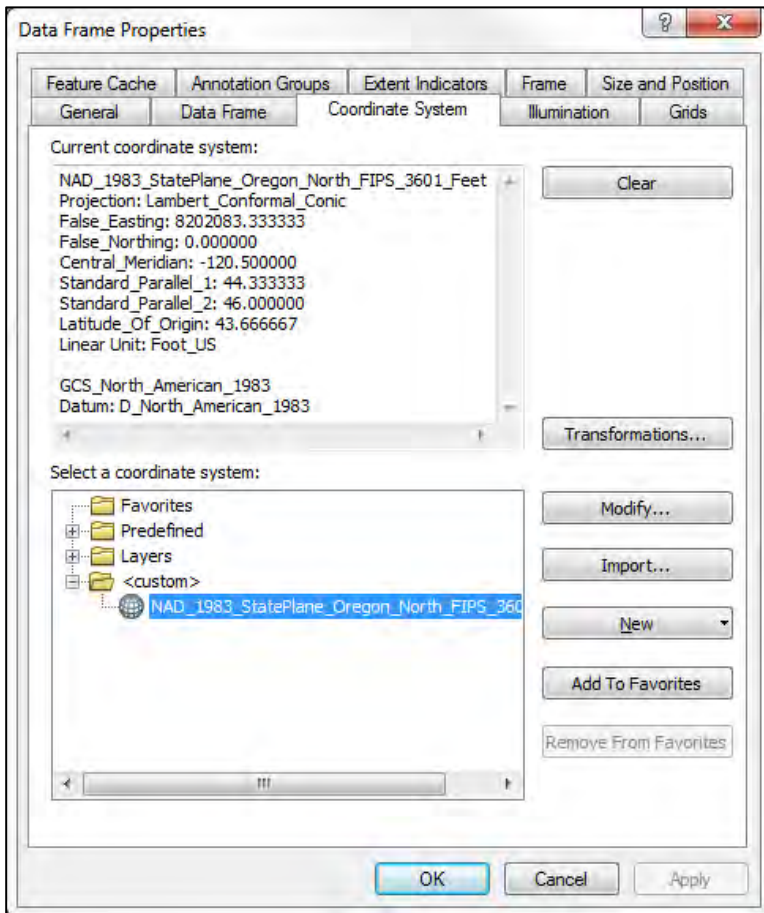 Data Frame Properties
Feature Cache Annotation Groups Extent Indicators Frame Size and Position
General Data Frame Coordinate System Illumination Grids
Current coordinate system:
NAD_1983_StatePlane_Oregon_North_FIPS_3601_Feet
Projection: Lambert_Conformal_Conic
False_Easting: 8202083.333333
False_Northing: 0.000000
Central_Meridian: -120.500000
Standard_Parallel_1: 44.333333
Standard_Parallel_2: 46.000000
Latitude_Of_Origin: 43.666667
Linear Unit: Foot_US
GCS_North_American_1983
Datum: D_North_American_1983
Clear
Transformations...
Select a coordinate system:
Favorites
Predefined
Layers
<custom>
NAD_1983_StatePlane_Oregon_North_FIPS_360
Modify...
Import...
New
Add To Favorites
Remove From Favorites
OK Cancel Apply